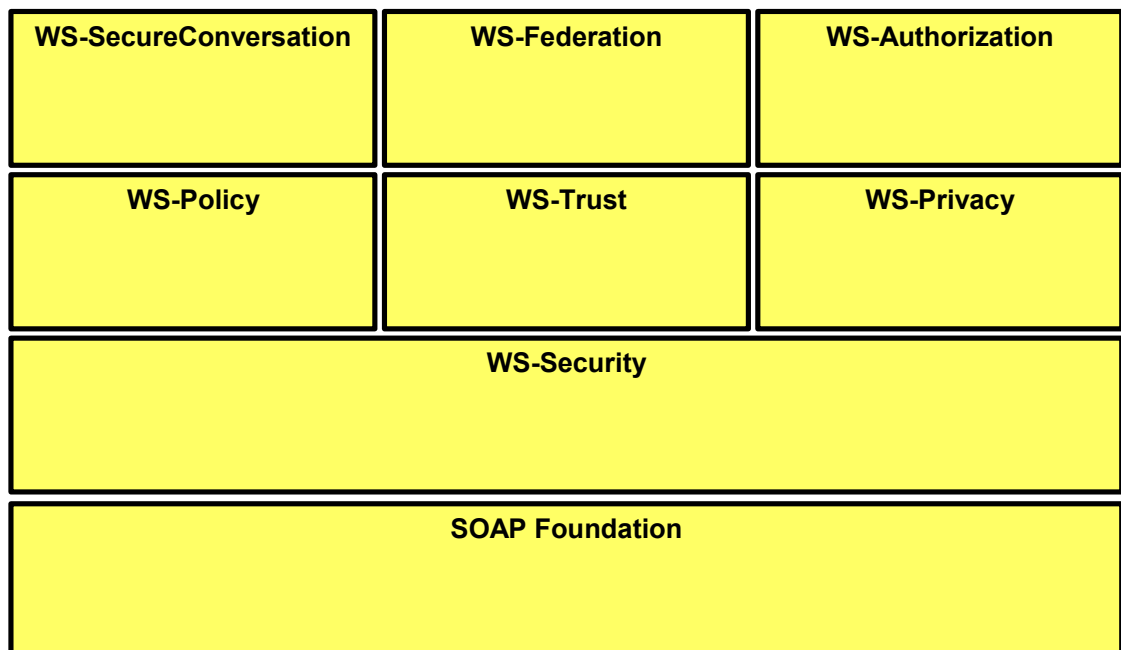 WS-SecureConversation
WS-Federation
WS-Authorization
WS-Policy
WS-Trust
WS-Privacy
WS-Security
SOAP Foundation